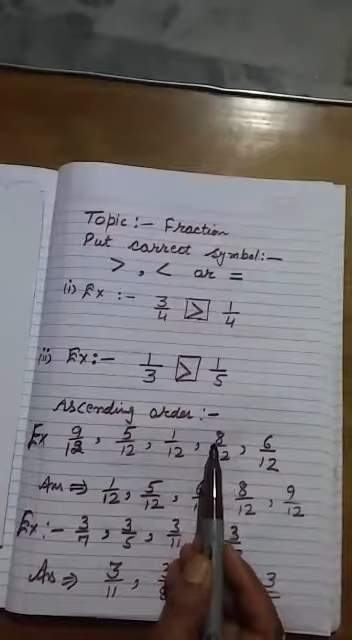 Topic:- Fraction
Put correct symbol:-
> , < or =
(i) Ex :- 3/4 > 1/4
(ii) Ex:- 1/3 > 1/5
Ascending order:-
Ex 9/12, 5/12, 1/12, 8/12, 6/12
Ans ⇒ 1/12, 5/12, 8/12, 9/12
Ex:- 3/7, 3/5, 3/11
Ans ⇒ 3/11,